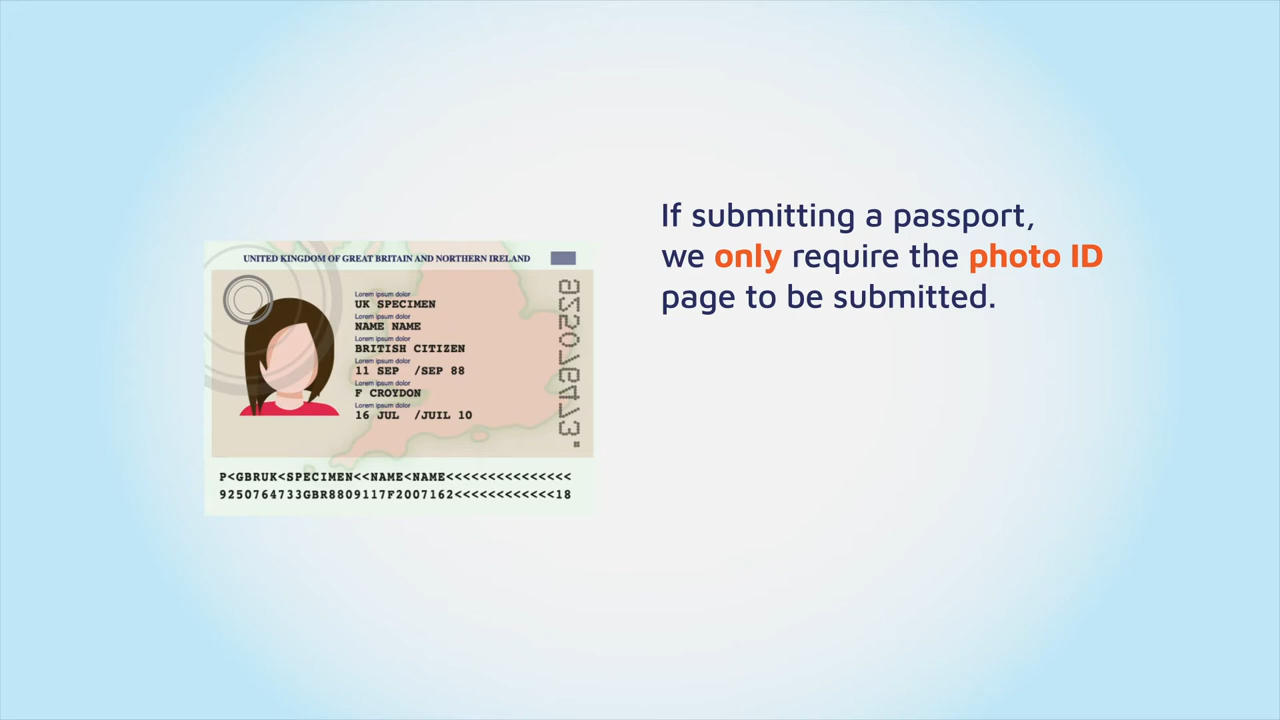 UNITED KINGDOM OF GREAT BRITAIN AND NORTHERN IRELAND
Lorem ipsum dolor
UK SPECIMEN
Lorem ipsum dolor
NAME NAME
Lorem ipsum dolor
BRITISH CITIZEN
Lorem ipsum dolor
11 SEP /SEP 88
Lorem ipsum dolor
F CROYDON
Lorem ipsum dolor
16 JUL /JUIL 10
P<GBRUK<SPECIMEN<<NAME<NAME<<<<<<<<<<<<<<<
9250764733GBR8809117F2007162<<<<<<<<<<<<18
If submitting a passport,
we only require the photo ID
page to be submitted.